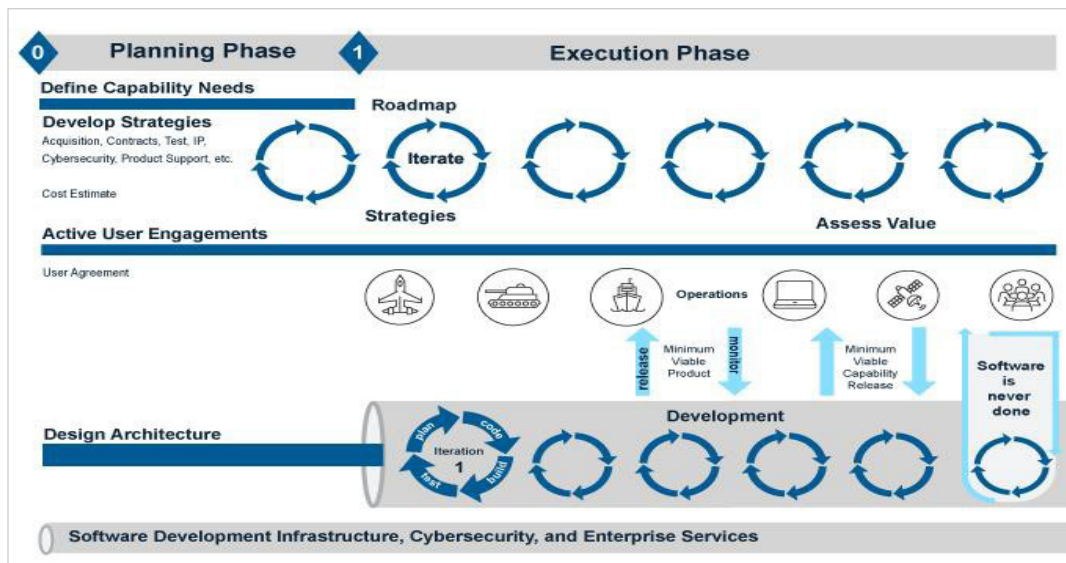 0
Planning Phase
1
Execution Phase
Define Capability Needs
Roadmap
Develop Strategies
Acquisition, Contracts, Test, IP,
Cybersecurity, Product Support, etc.
Iterate
Cost Estimate
Strategies
Assess Value
Active User Engagements
User Agreement
Operations
release
Minimum
Viable
Product
monitor
Minimum
Viable
Capability
Release
Software
is
never
done
Development
Design Architecture
plan
code
Iteration
1
test
build
Software Development Infrastructure, Cybersecurity, and Enterprise Services